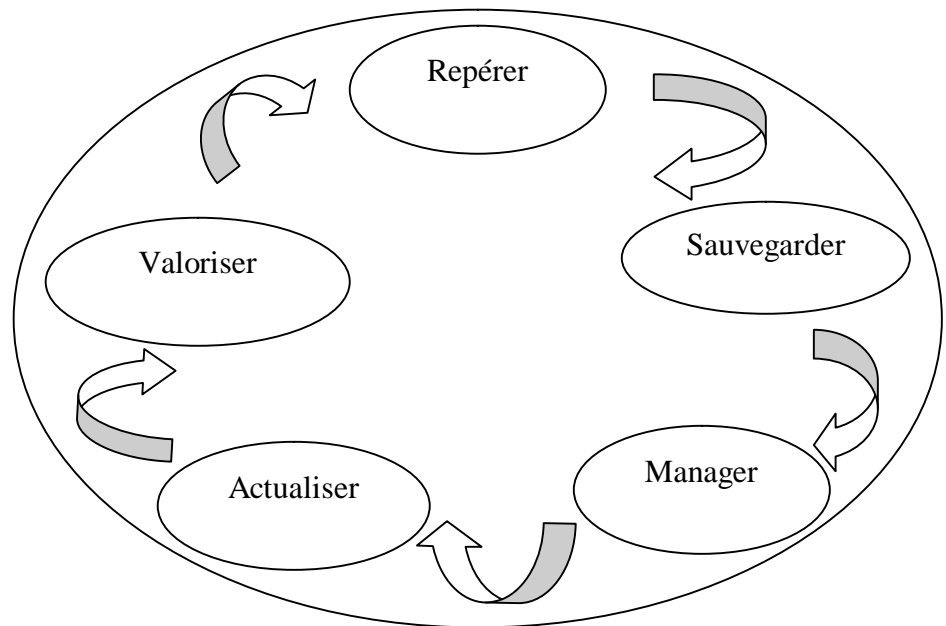 Repérer
Sauvegarder
Manager
Actualiser
Valoriser